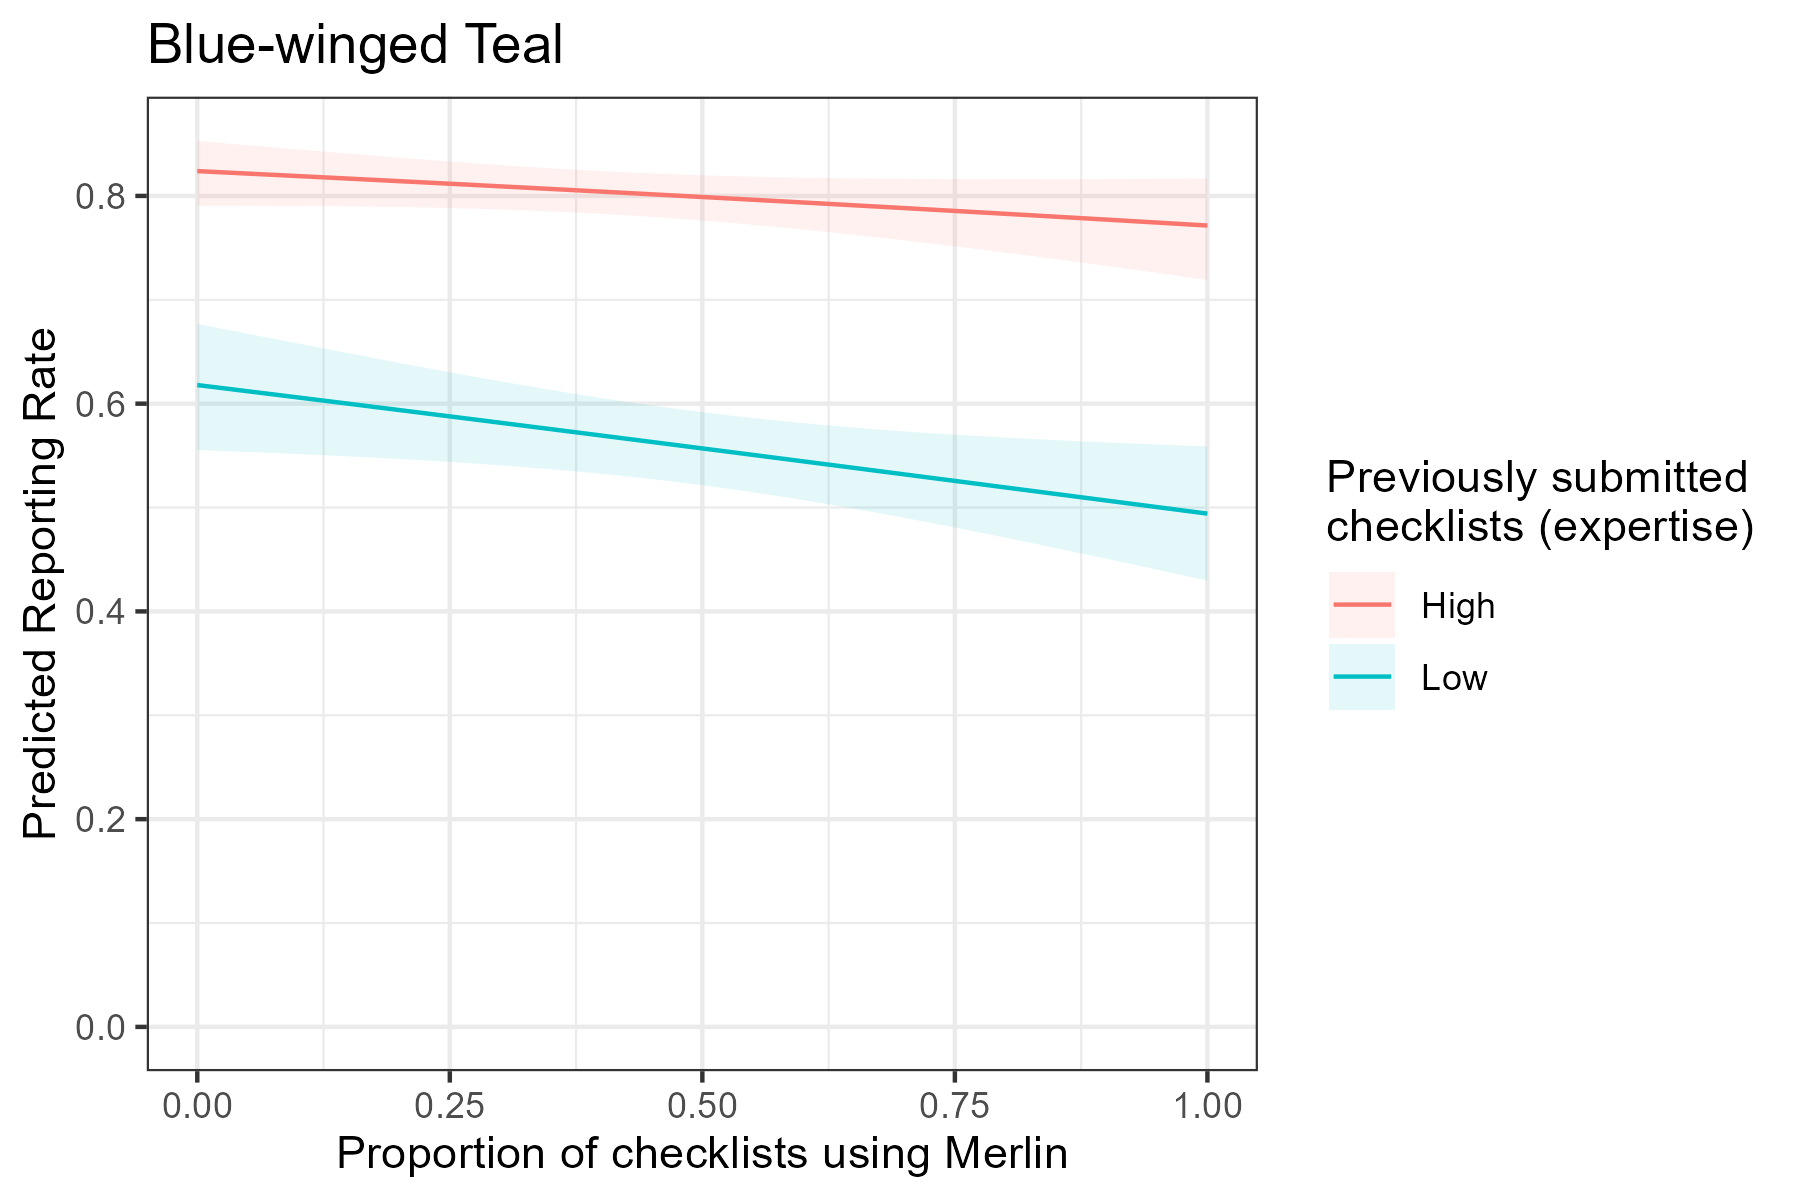 Blue-winged Teal
Predicted Reporting Rate
0.8
0.6
0.4
0.2
0.0
0.00 0.25 0.50 0.75 1.00
Proportion of checklists using Merlin
Previously submitted
checklists (expertise)
High
Low